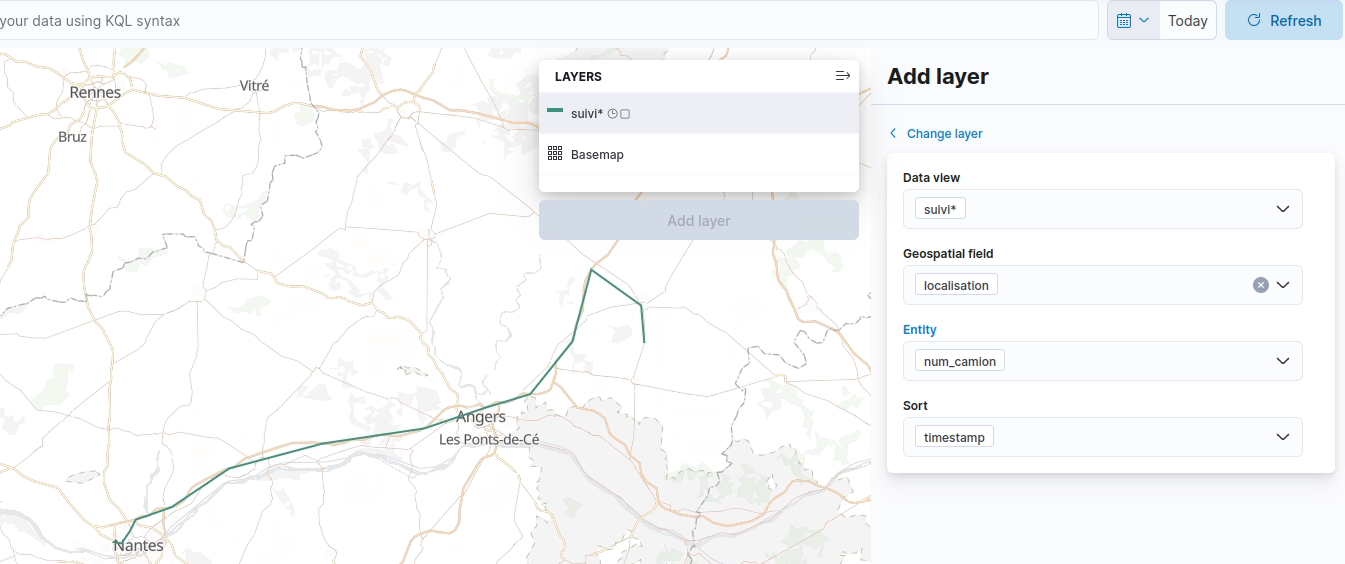 your data using KQL syntax
Today
Refresh
Rennes
Vitré
Bruz
Angers
Les Ponts-de-Cé
Nantes
LAYERS
suivi*
Basemap
Add layer
Add layer
Change layer
Data view
suivi*
Geospatial field
localisation
Entity
num_camion
Sort
timestamp